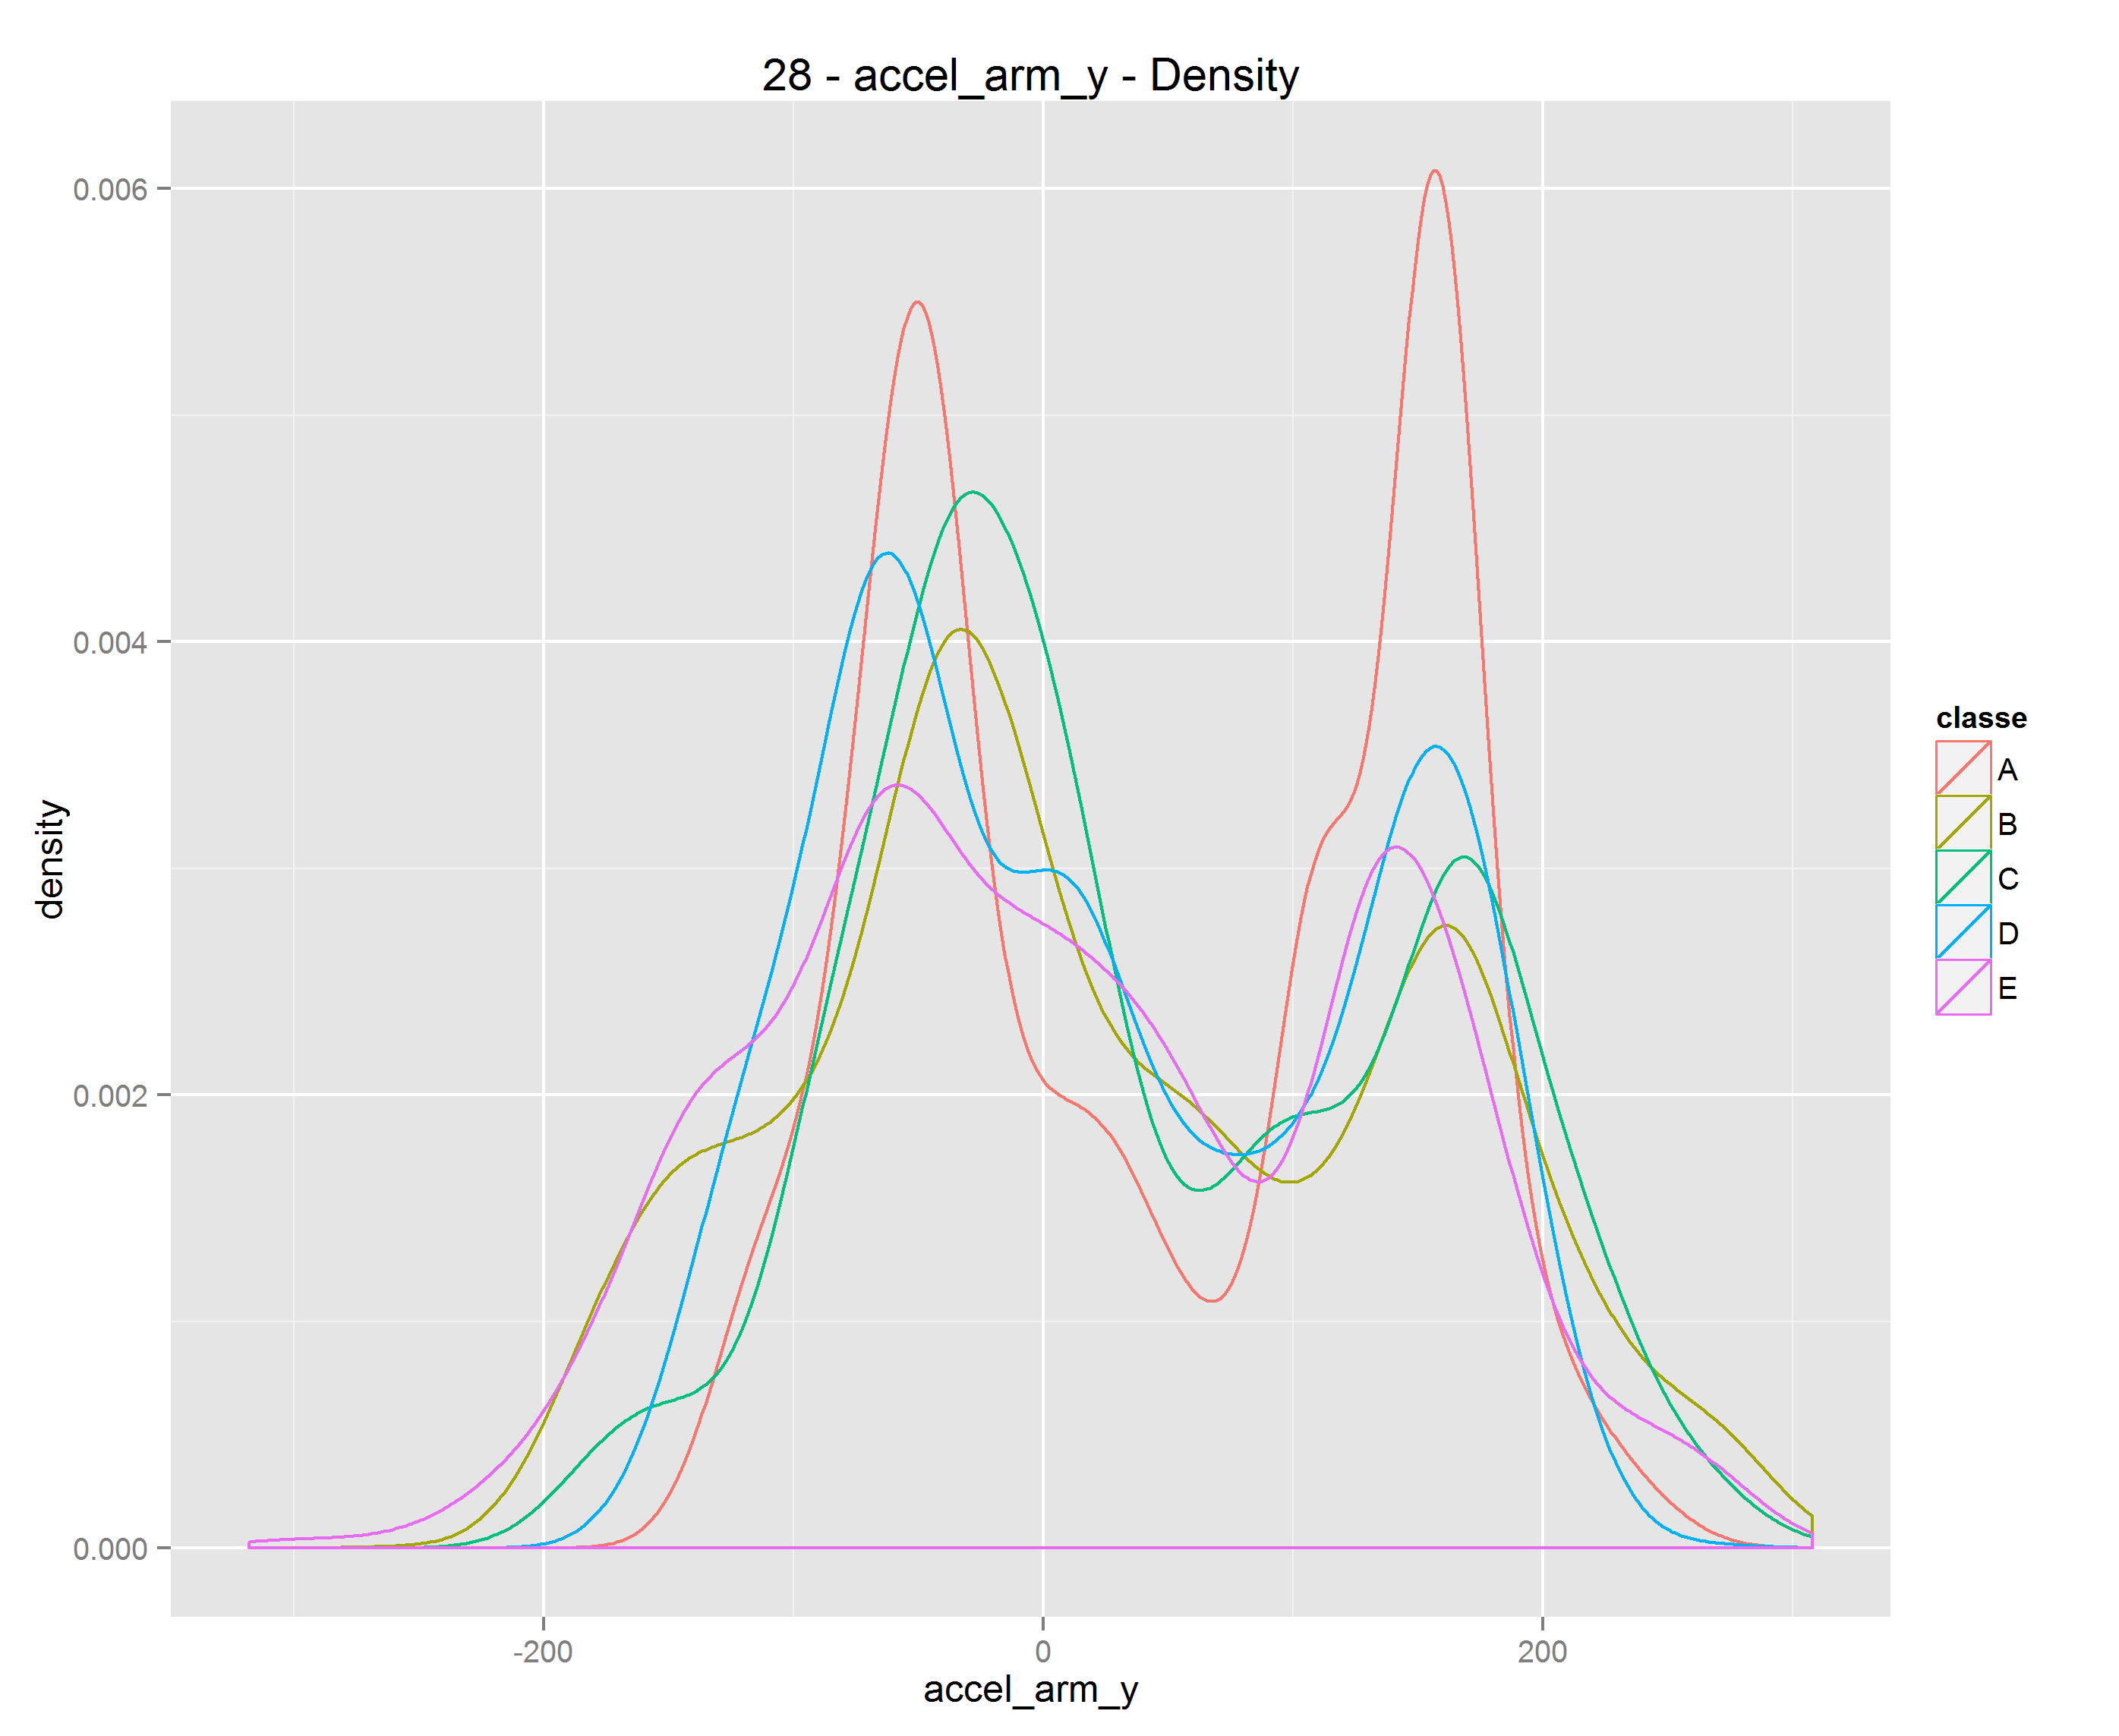 28 - accel_arm_y - Density
density
0.006
0.004
0.002
0.000
-200 0 200
accel_arm_y
classe
A
B
C
D
E